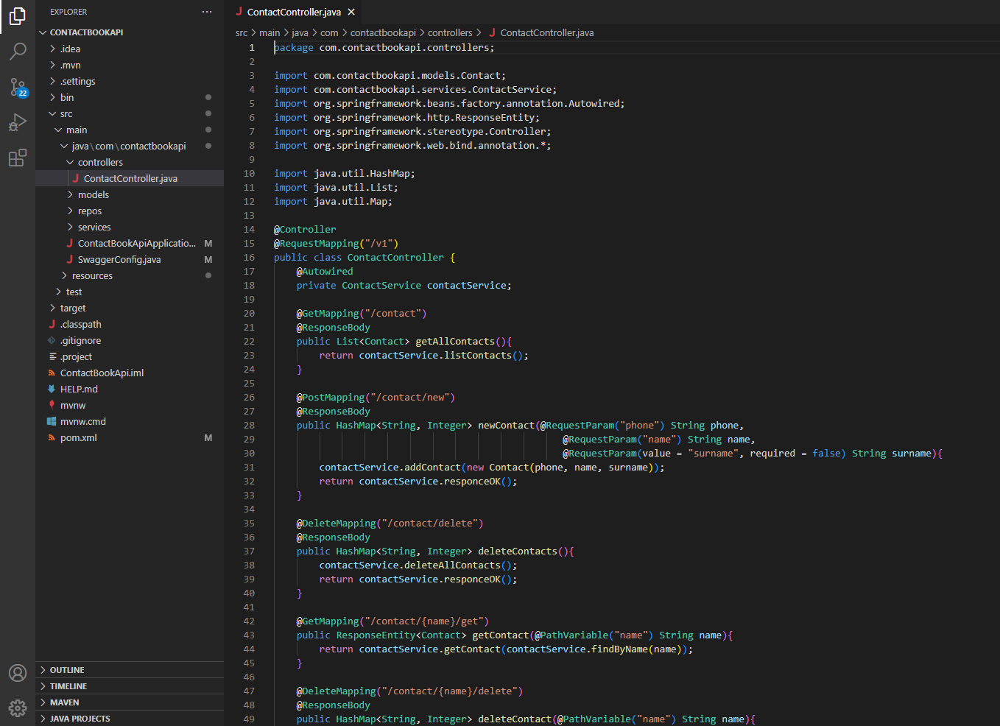 EXPLORER
CONTACTBOOKAPI
.idea
.mvn
.settings
bin
src
main
java\com\contactbookapi
controllers
ContactController.java
models
repos
services
ContactBookApiApplicatio... M
SwaggerConfig.java M
resources
test
target
.classpath
.gitignore
.project
ContactBookApi.iml
HELP.md
mvnw
mvnw.cmd
pom.xml M
OUTLINE
TIMELINE
MAVEN
JAVA PROJECTS
22
ContactController.java
src > main > java > com > contactbookapi > controllers > ContactController.java
1 package com.contactbookapi.controllers;
2
3 import com.contactbookapi.models.Contact;
4 import com.contactbookapi.services.ContactService;
5 import org.springframework.beans.factory.annotation.Autowired;
6 import org.springframework.http.ResponseEntity;
7 import org.springframework.stereotype.Controller;
8 import org.springframework.web.bind.annotation.*;
9
10 import java.util.HashMap;
11 import java.util.List;
12 import java.util.Map;
13
14 @Controller
15 @RequestMapping("/v1")
16 public class ContactController {
17 @Autowired
18 private ContactService contactService;
19
20 @GetMapping("/contact")
21 @ResponseBody
22 public List<Contact> getAllContacts(){
23 return contactService.listContacts();
24 }
25
26 @PostMapping("/contact/new")
27 @ResponseBody
28 public HashMap<String, Integer> newContact(@RequestParam("phone") String phone,
29 @RequestParam("name") String name,
30 @RequestParam(value = "surname", required = false) String surname){
31 contactService.addContact(new Contact(phone, name, surname));
32 return contactService.responceOK();
33 }
34
35 @DeleteMapping("/contact/delete")
36 @ResponseBody
37 public HashMap<String, Integer> deleteContacts(){
38 contactService.deleteAllContacts();
39 return contactService.responceOK();
40 }
41
42 @GetMapping("/contact/{name}/get")
43 public ResponseEntity<Contact> getContact(@PathVariable("name") String name){
44 return contactService.getContact(contactService.findByName(name));
45 }
46
47 @DeleteMapping("/contact/{name}/delete")
48 @ResponseBody
49 public HashMap<String, Integer> deleteContact(@PathVariable("name") String name){